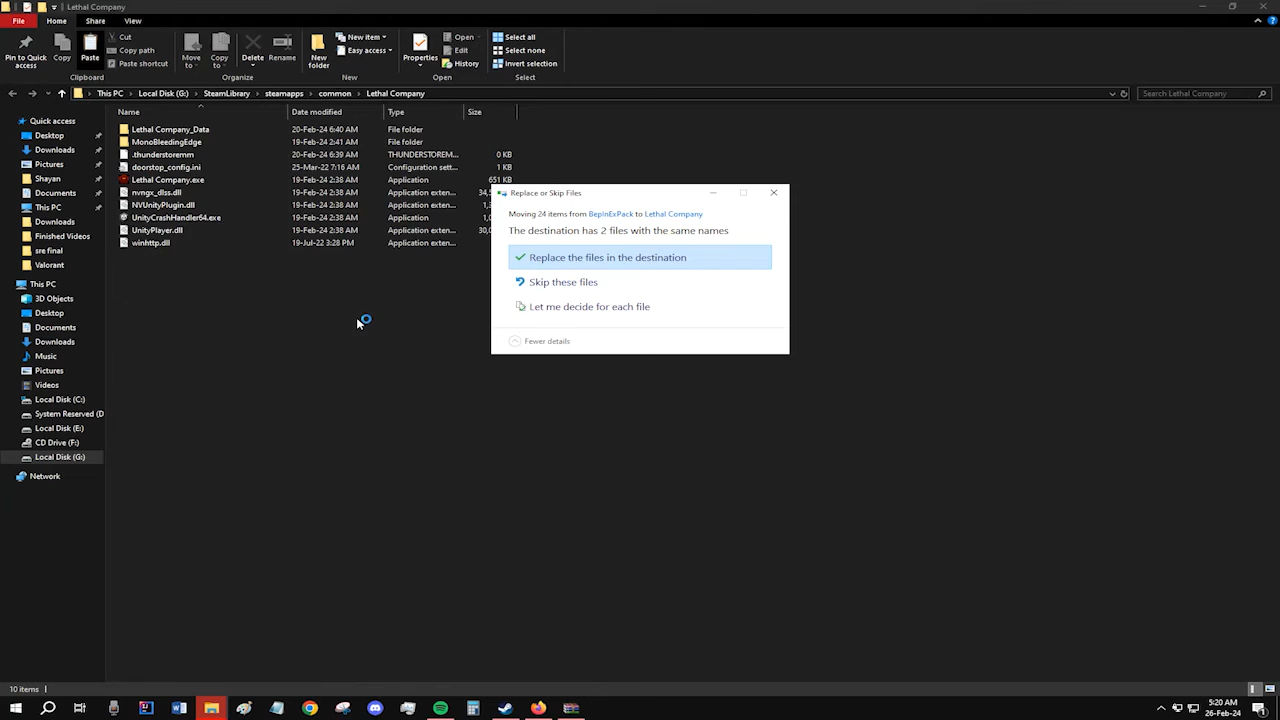 Lethal Company
File Home Share View
Pin to Quick access
Copy
Paste
Cut
Copy path
Paste shortcut
Clipboard
Move to
Copy to
Delete
Rename
Organize
New folder
New item
Easy access
New
Properties
Open
Edit
History
Open
Select all
Select none
Invert selection
Select
This PC Local Disk (G:) SteamLibrary steamapps common Lethal Company
Search Lethal Company
Name Date modified Type Size
Lethal Company_Data 20-Feb-24 6:40 AM File folder
MonoBleedingEdge 19-Feb-24 2:41 AM File folder
.thunderstoremm 20-Feb-24 6:39 AM THUNDERSTOREM... 0 KB
doorstop_config.ini 25-Mar-22 7:16 AM Configuration sett... 1 KB
Lethal Company.exe 19-Feb-24 2:38 AM Application 651 KB
nvngx_dlss.dll 19-Feb-24 2:38 AM Application exten... 34,
NVUnityPlugin.dll 19-Feb-24 2:38 AM Application exten...
UnityCrashHandler64.exe 19-Feb-24 2:38 AM Application 1,0
UnityPlayer.dll 19-Feb-24 2:38 AM Application exten... 30,0
winhttp.dll 19-Jul-22 3:28 PM Application exten...
Quick access
Desktop
Downloads
Pictures
Shayan
Documents
This PC
Downloads
Finished Videos
sre final
Valorant
This PC
3D Objects
Desktop
Documents
Downloads
Music
Pictures
Videos
Local Disk (C:)
System Reserved (D
Local Disk (E:)
CD Drive (F:)
Local Disk (G:)
Network
Replace or Skip Files
Moving 24 items from BepInExPack to Lethal Company
The destination has 2 files with the same names
Replace the files in the destination
Skip these files
Let me decide for each file
Fewer details
10 items
5:20 AM
26-Feb-24